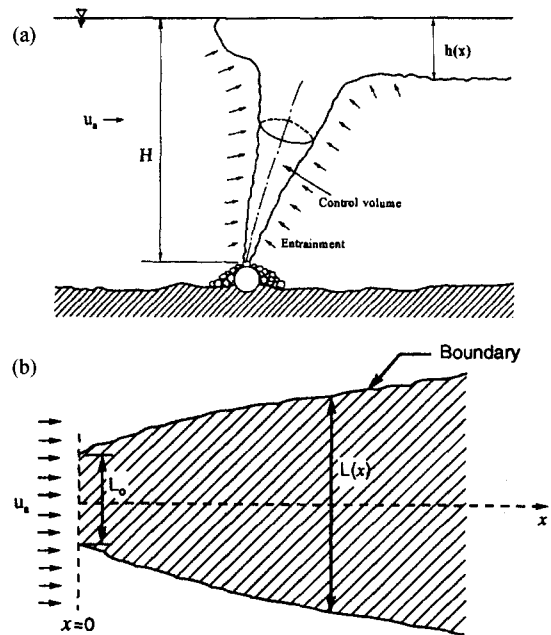 (a)
h(x)
uₐ
H
Control volume
Entrainment
(b)
Boundary
uₐ
L₀
L(x)
x
x=0